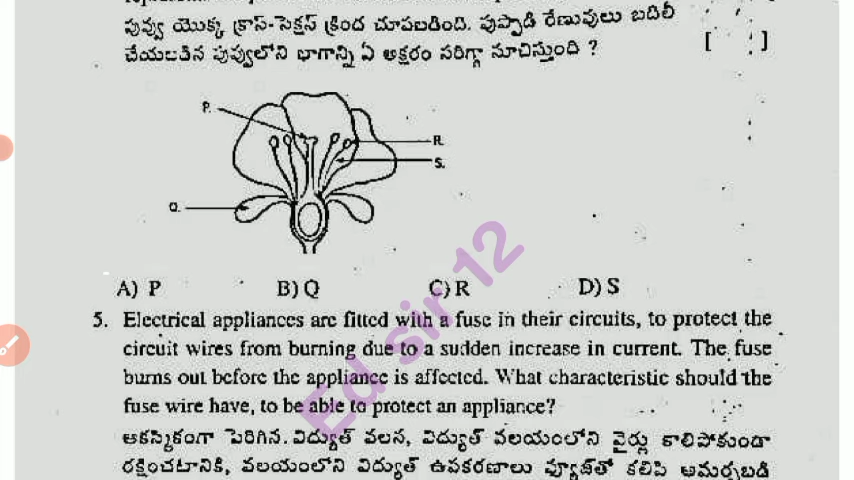 పువ్వు యొక్క క్రాస్-సెక్షన్ క్రింద చూపబడింది. పుప్పొడి రేణువులు బదిలీ
చేయబడిన పువ్వులోని భాగాన్ని ఏ అక్షరం సరిగ్గా సూచిస్తుంది ? [ ]
P.
R.
S.
Q.
A) P B) Q C) R D) S
5. Electrical appliances are fitted with a fuse in their circuits, to protect the
circuit wires from burning due to a sudden increase in current. The fuse
burns out before the appliance is affected. What characteristic should the
fuse wire have, to be able to protect an appliance?
ఆకస్మికంగా పెరిగిన విద్యుత్ వలన, విద్యుత్ వలయంలోని వైర్లు కాలిపోకుండా
రక్షించటానికి, వలయంలోని విద్యుత్ ఉపకరణాలు ఫ్యూజ్‌తో కలిపి అమర్చబడి
Ed sir 12